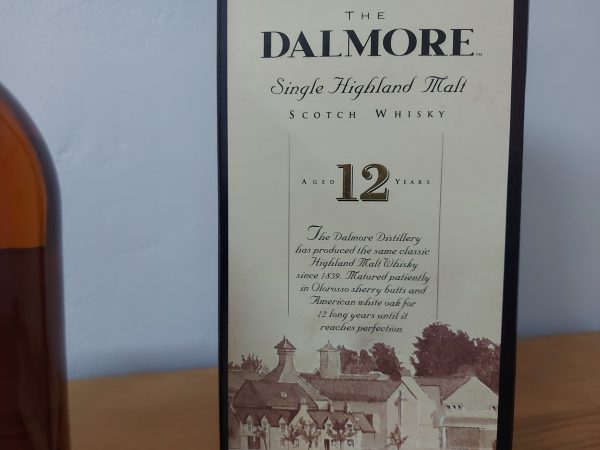 THE
DALMORE™
Single Highland Malt
SCOTCH WHISKY
AGED 12 YEARS
The Dalmore Distillery
has produced the same classic
Highland Malt Whisky
since 1839. Matured patiently
in Olorosso sherry butts and
American white oak for
12 long years until it
reaches perfection